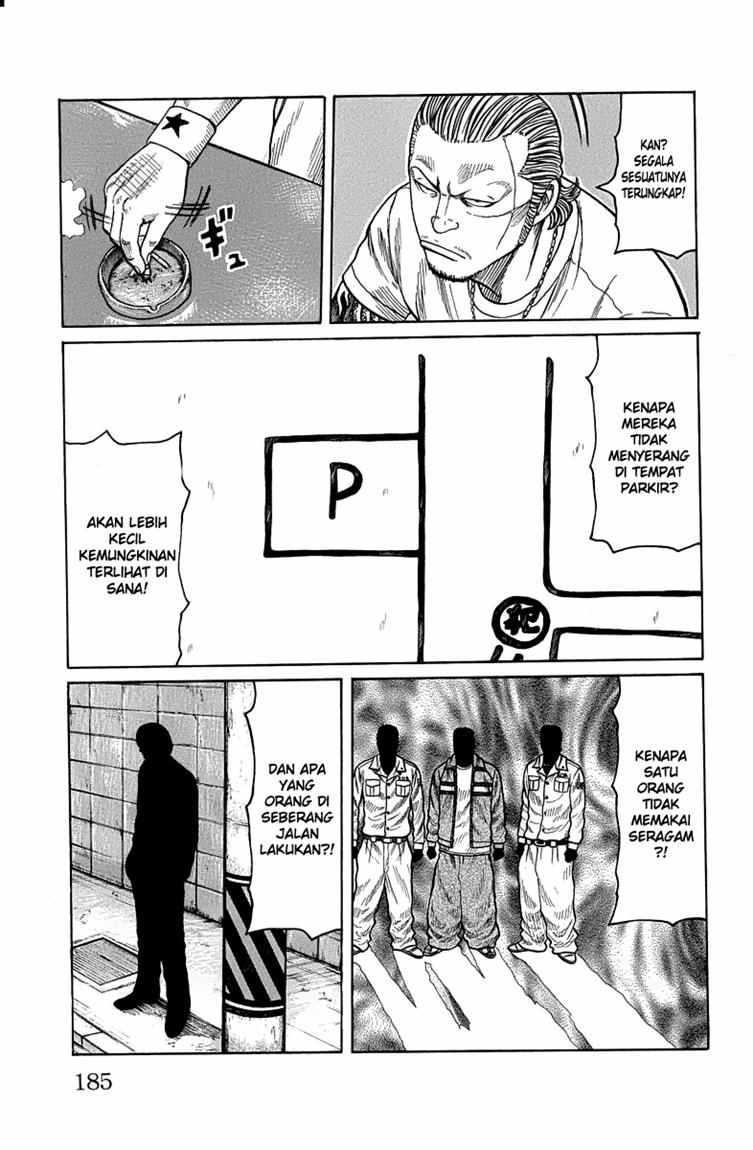 KAN?
SEGALA
SESUATUNYA
TERUNGKAP!
ギュ
KENAPA
MEREKA
TIDAK
MENYERANG
DI TEMPAT
PARKIR?
P
AKAN LEBIH
KECIL
KEMUNGKINAN
TERLIHAT DI
SANA!
犯
KENAPA
SATU
ORANG
TIDAK
MEMAKAI
SERAGAM
?!
DAN APA
YANG
ORANG DI
SEBERANG
JALAN
LAKUKAN?!
185